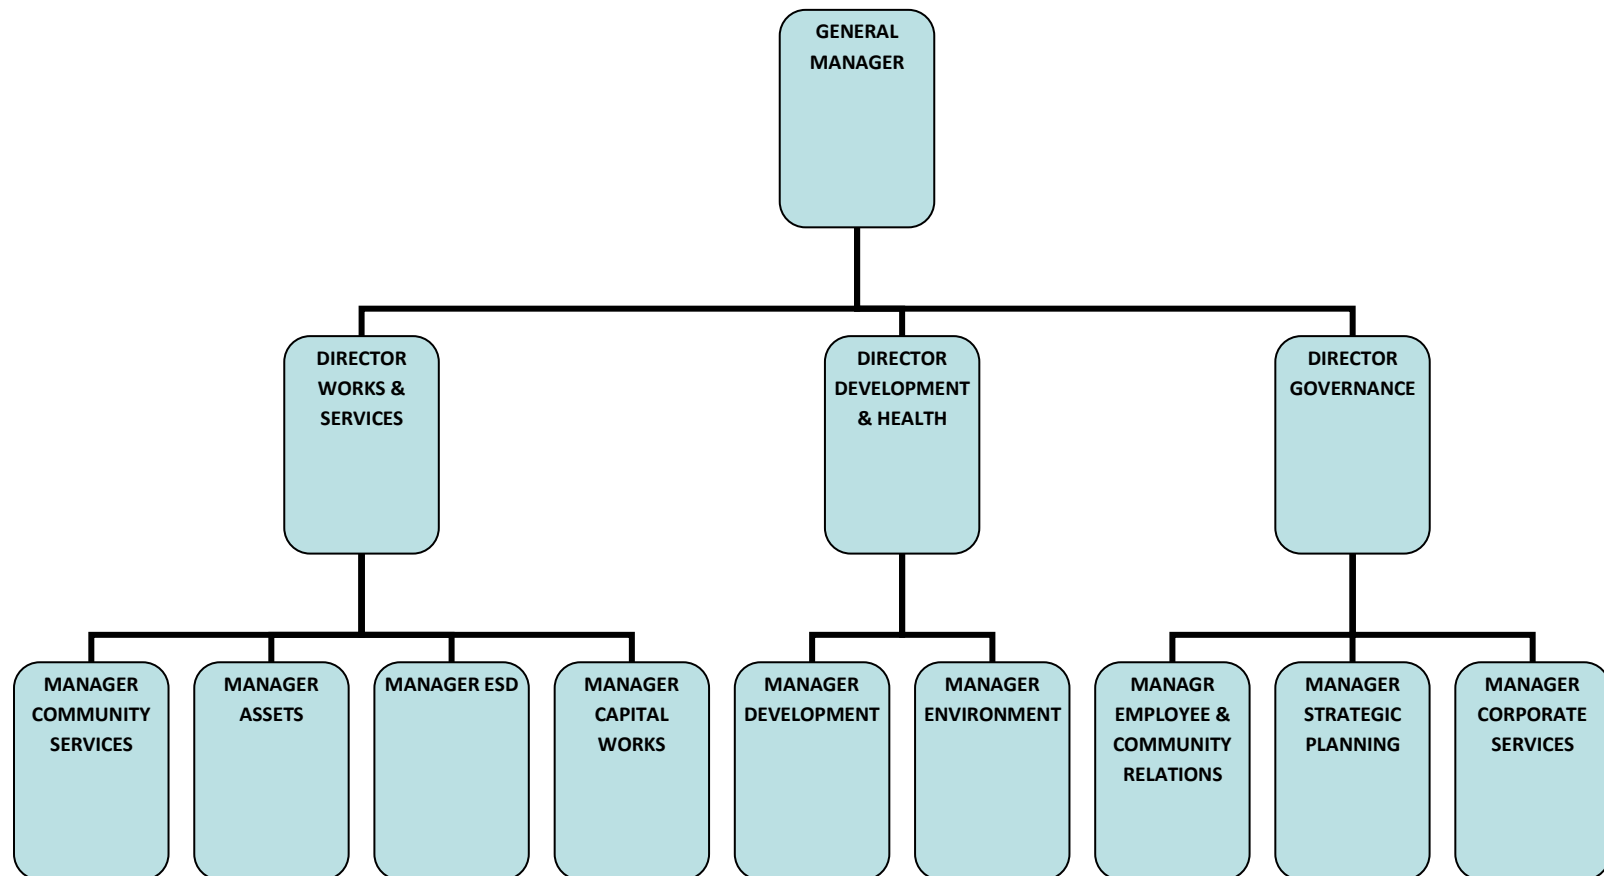 GENERAL
MANAGER
DIRECTOR
WORKS &
SERVICES
DIRECTOR
DEVELOPMENT
& HEALTH
DIRECTOR
GOVERNANCE
MANAGER
COMMUNITY
SERVICES
MANAGER
ASSETS
MANAGER ESD
MANAGER
CAPITAL
WORKS
MANAGER
DEVELOPMENT
MANAGER
ENVIRONMENT
MANAGR
EMPLOYEE &
COMMUNITY
RELATIONS
MANAGER
STRATEGIC
PLANNING
MANAGER
CORPORATE
SERVICES